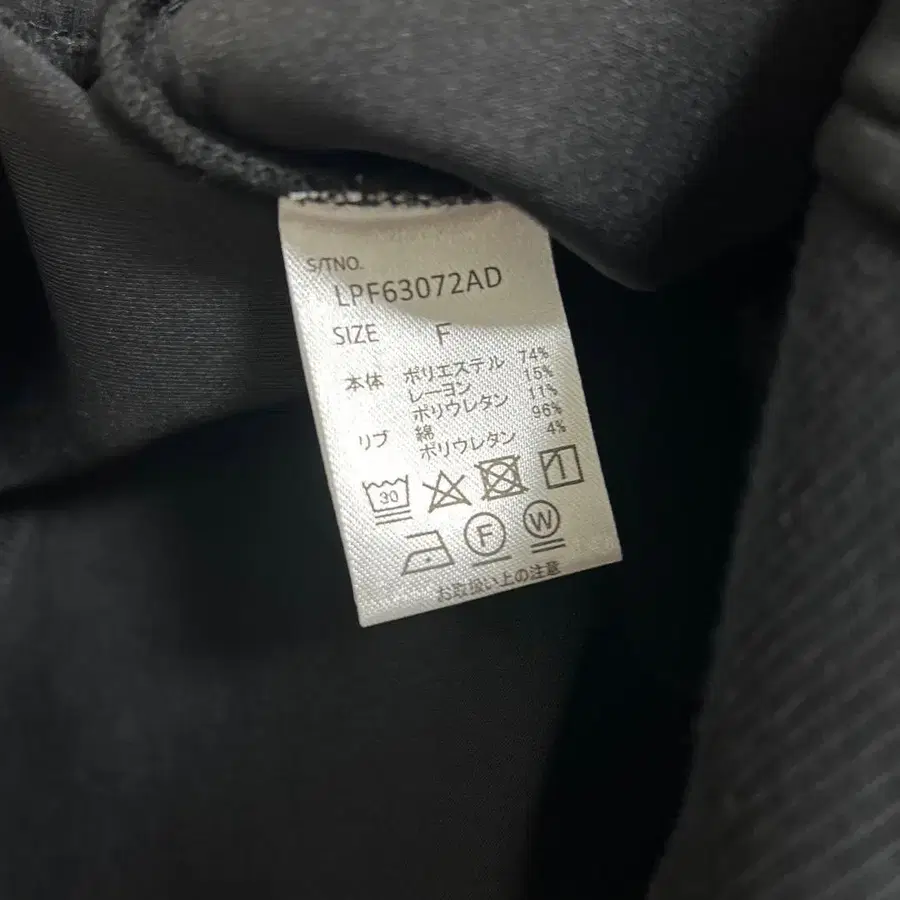 S/TNO.
LPF63072AD
SIZE F
本体 ポリエステル 74%
レーヨン 15%
ポリウレタン 11%
リブ 綿 96%
ポリウレタン 4%
30
F W
お取扱い上の注意